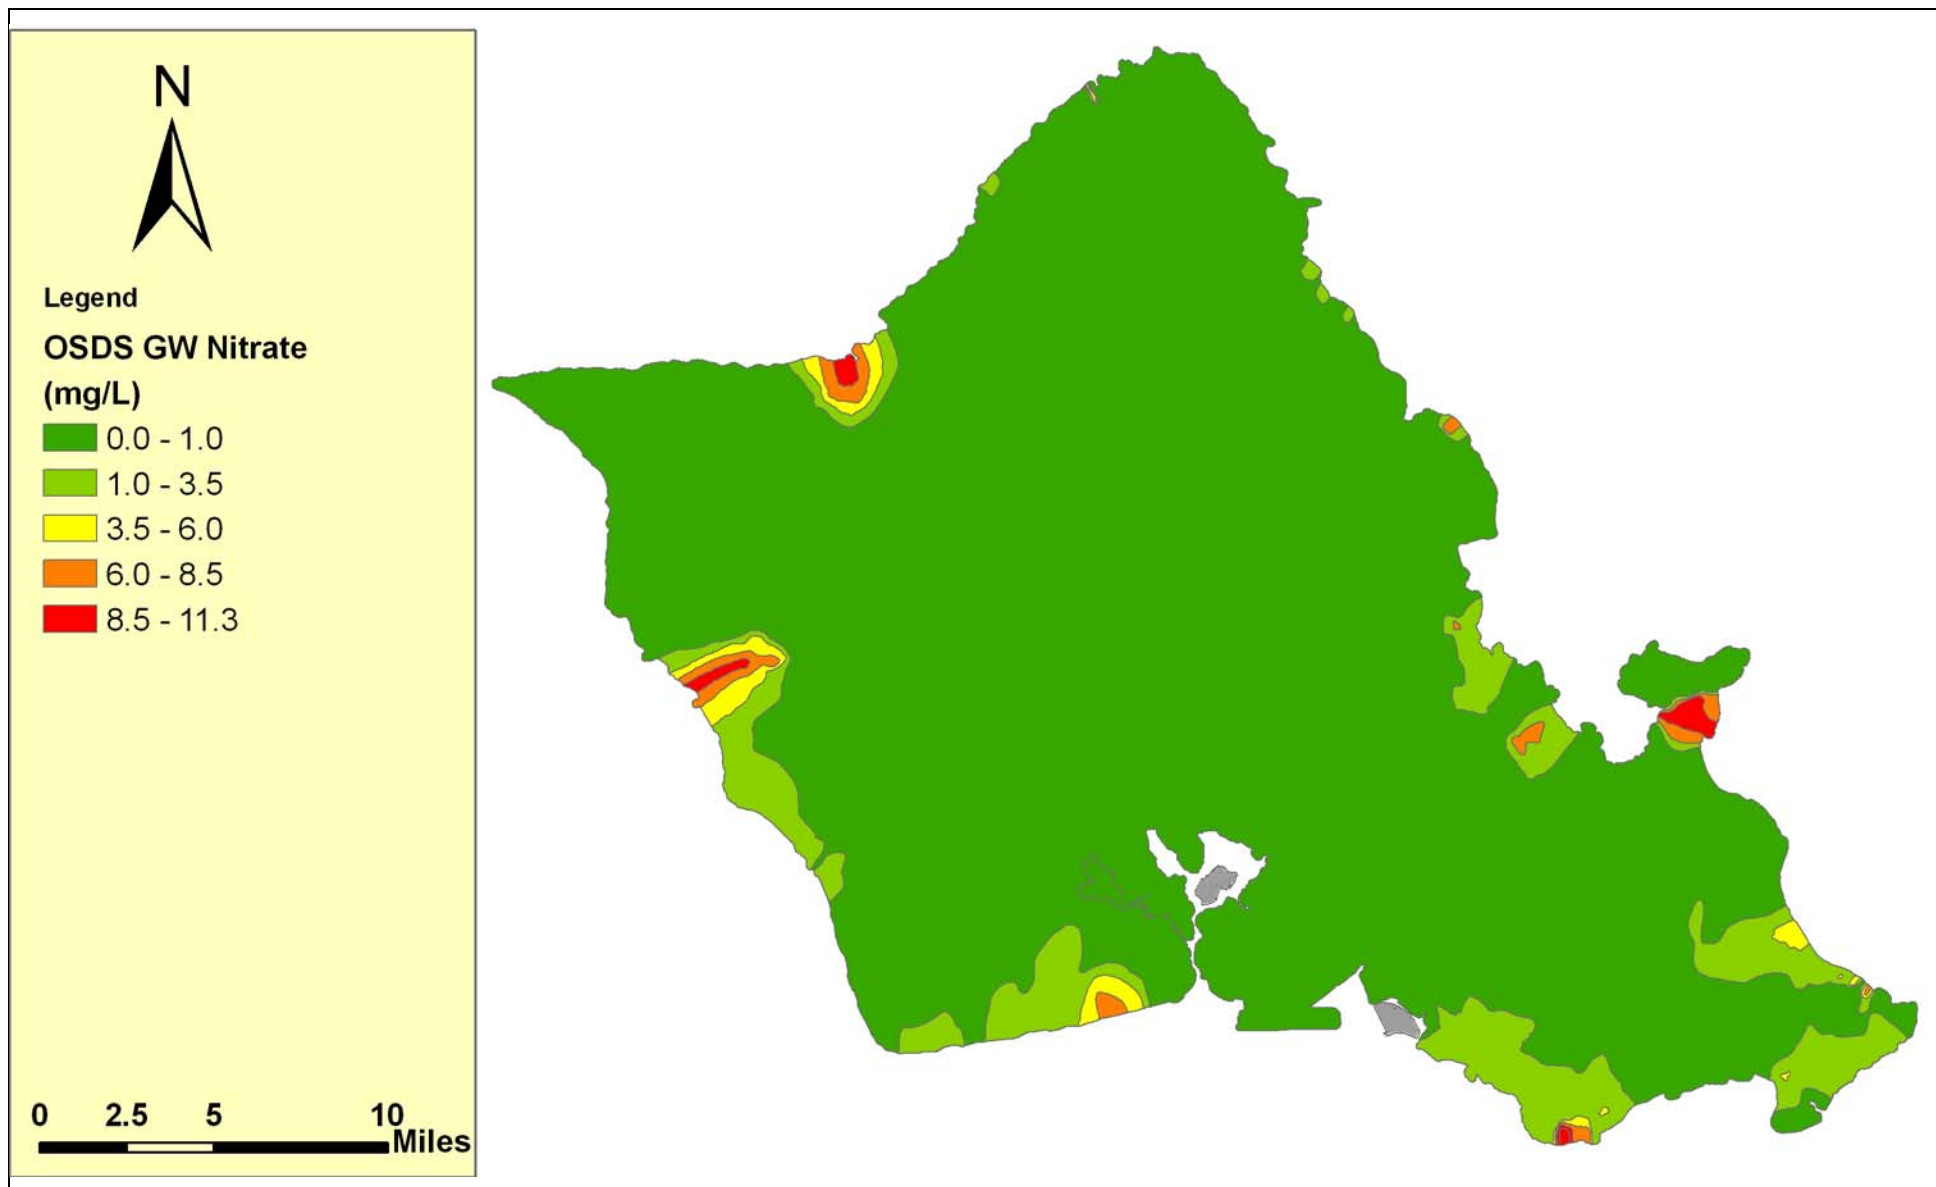 N
Legend
OSDS GW Nitrate
(mg/L)
0.0 - 1.0
1.0 - 3.5
3.5 - 6.0
6.0 - 8.5
8.5 - 11.3
0 2.5 5 10
Miles